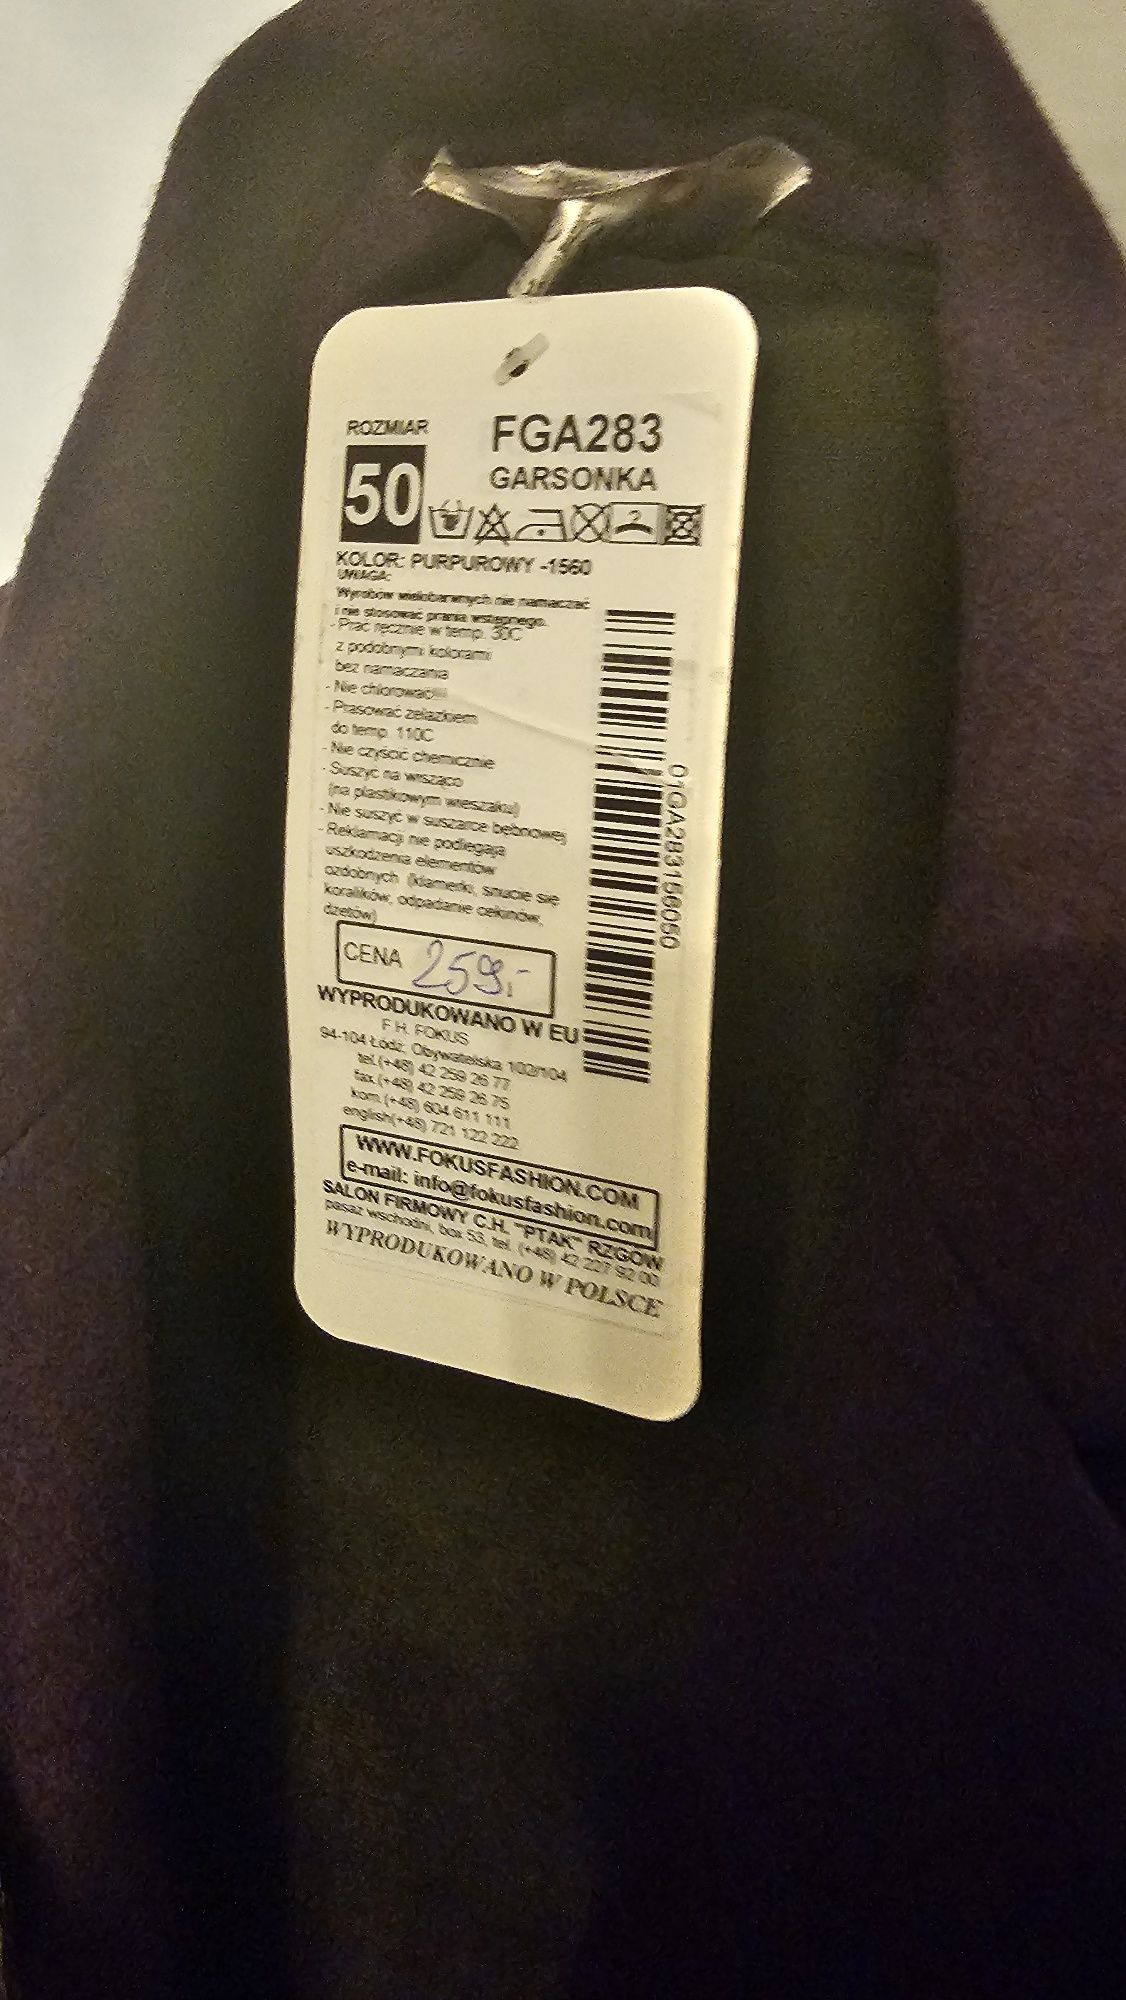 ROZMIAR
50
FGA283
GARSONKA
KOLOR: PURPUROWY -1560
UWAGA:
Wyrobów wielobarwnych nie namaczać
i nie stosować prania wstępnego.
- Prać ręcznie w temp. 30C
z podobnymi kolorami
bez namaczania
- Nie chlorować!!!
- Prasować żelazkiem
do temp. 110C
- Nie czyścić chemicznie
- Suszyć na wisząco
(na plastikowym wieszaku)
- Nie suszyć w suszarce bębnowej
- Reklamacji nie podlegają
uszkodzenia elementów
ozdobnych (klamerki, snucie się
koralików, odpadanie cekinów,
dżetów)
01GA283156050
CENA 259,-
WYPRODUKOWANO W EU
F.H. FOKUS
94-104 Łódź, Obywatelska 102/104
tel.(+48) 42 259 26 77
fax.(+48) 42 259 26 75
kom.(+48) 604 611 111
english(+48) 721 122 222
WWW.FOKUSFASHION.COM
e-mail: info@fokusfashion.com
SALON FIRMOWY C.H. "PTAK" RZGÓW
pasaż wschodni, box 53, tel. (+48) 42 227 92 00
WYPRODUKOWANO W POLSCE